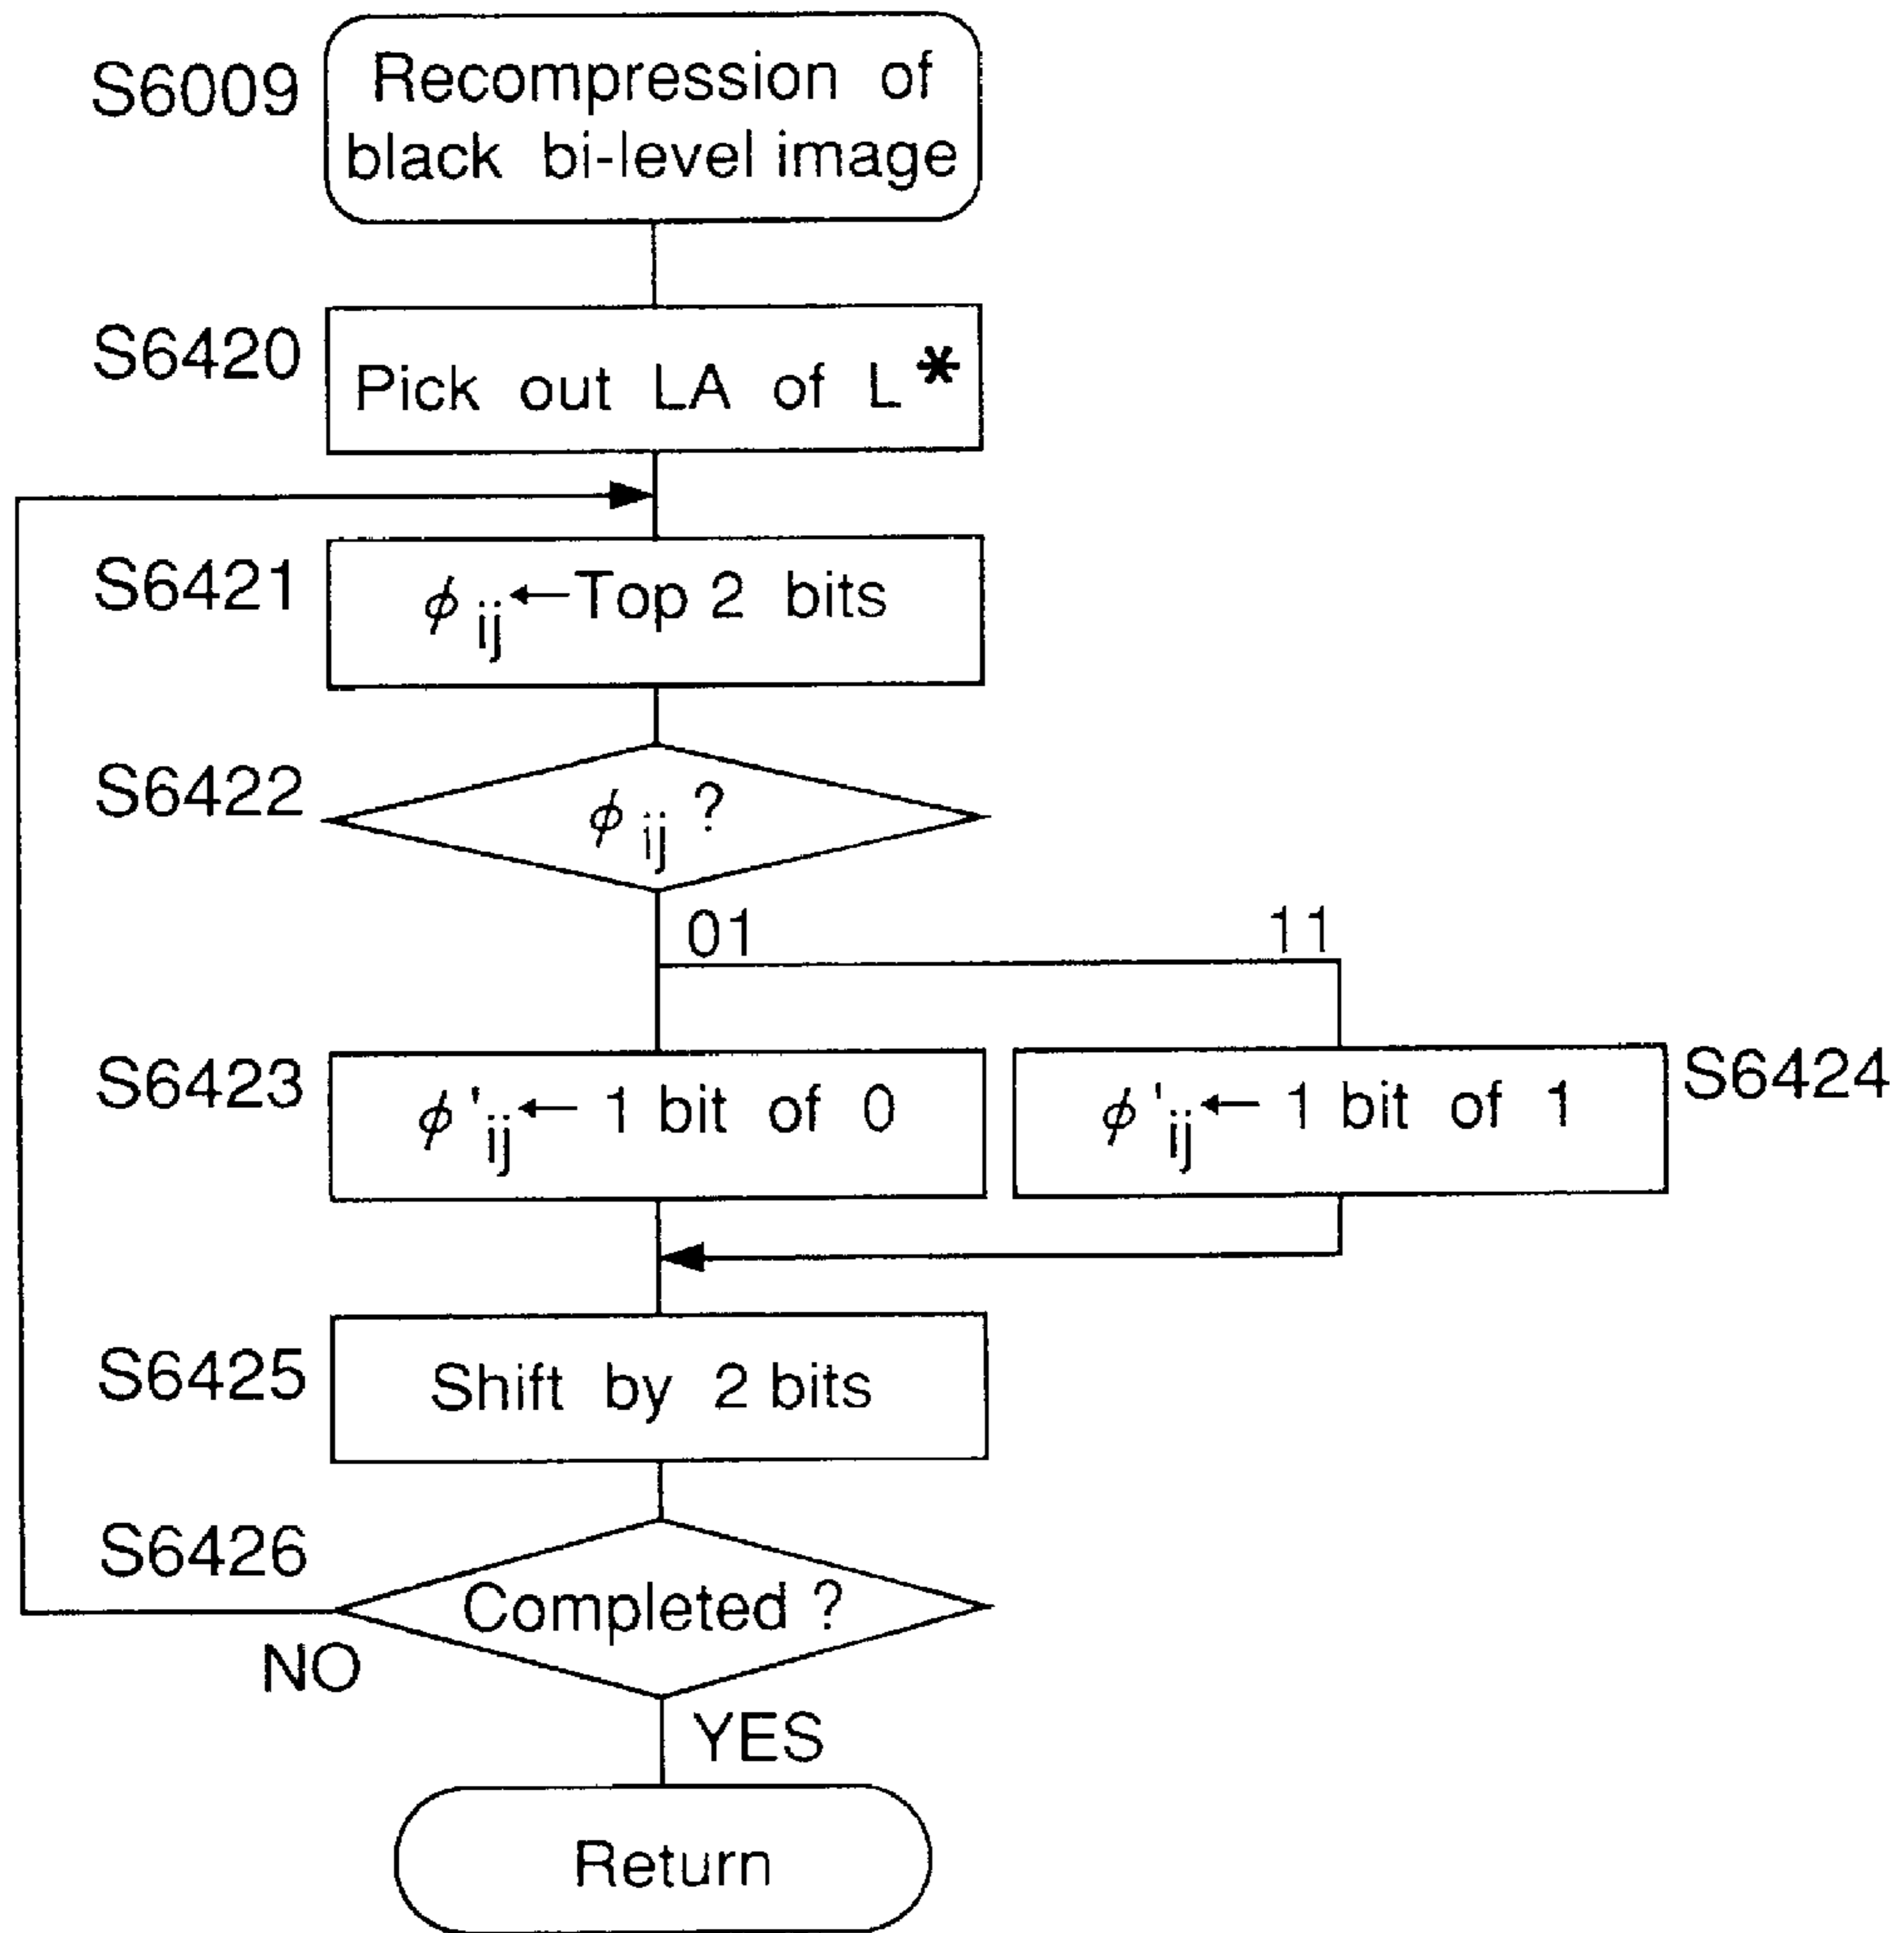 S6009
Recompression of
black bi-level image
S6420
Pick out LA of L*
S6421
ϕij←Top 2 bits
S6422
ϕij ?
01
11
S6423
ϕ'ij← 1 bit of 0
ϕ'ij← 1 bit of 1
S6424
S6425
Shift by 2 bits
S6426
Completed ?
NO
YES
Return